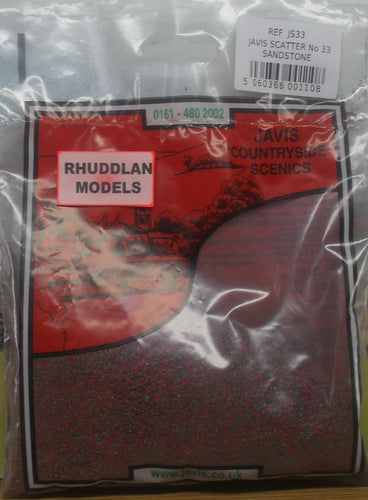 REF JS33
JAVIS SCATTER No 33
SANDSTONE
5 060366 001108
0161 - 480 2002
JAVIS
COUNTRYSIDE
SCENICS
RHUDDLAN
MODELS
www.javis.co.uk